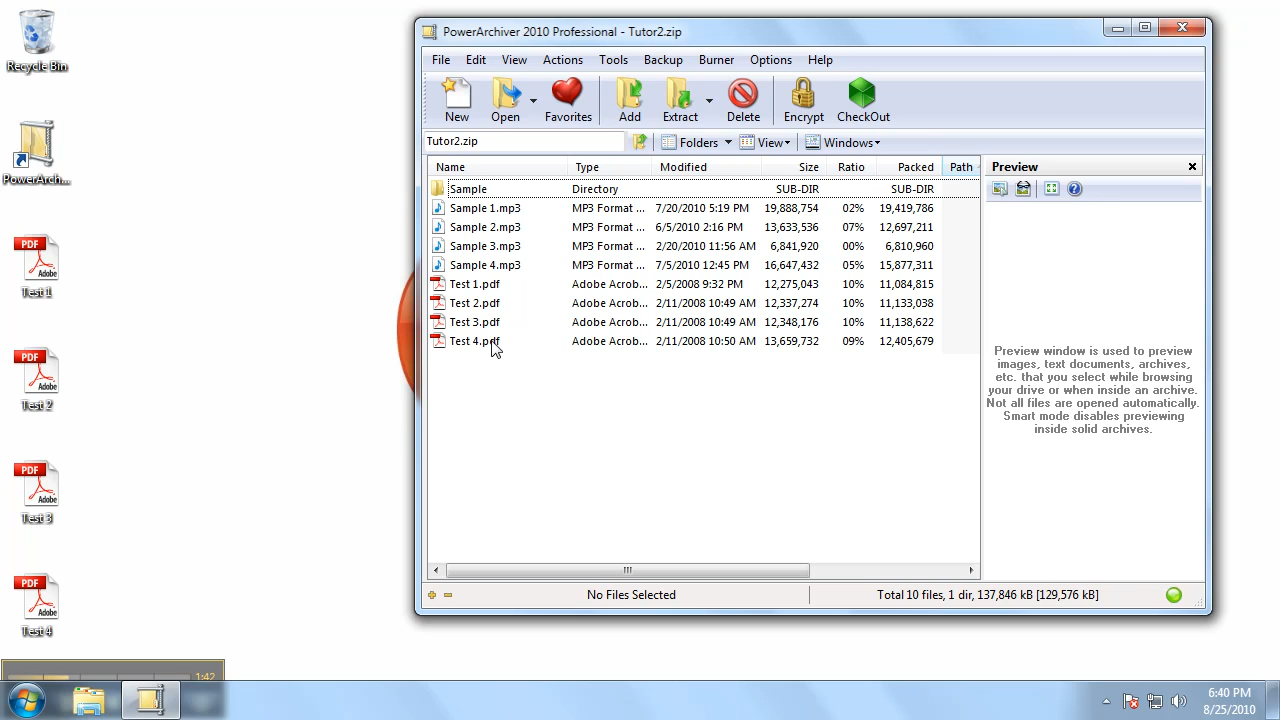 Recycle Bin
PowerArch...
Test 1
Test 2
Test 3
Test 4
1:42
PowerArchiver 2010 Professional - Tutor2.zip
File Edit View Actions Tools Backup Burner Options Help
New Open Favorites Add Extract Delete Encrypt CheckOut
Tutor2.zip Folders View Windows
Name Type Modified Size Ratio Packed Path
Sample Directory SUB-DIR SUB-DIR
Sample 1.mp3 MP3 Format ... 7/20/2010 5:19 PM 19,888,754 02% 19,419,786
Sample 2.mp3 MP3 Format ... 6/5/2010 2:16 PM 13,633,536 07% 12,697,211
Sample 3.mp3 MP3 Format ... 2/20/2010 11:56 AM 6,841,920 00% 6,810,960
Sample 4.mp3 MP3 Format ... 7/5/2010 12:45 PM 16,647,432 05% 15,877,311
Test 1.pdf Adobe Acrob... 2/5/2008 9:32 PM 12,275,043 10% 11,084,815
Test 2.pdf Adobe Acrob... 2/11/2008 10:49 AM 12,337,274 10% 11,133,038
Test 3.pdf Adobe Acrob... 2/11/2008 10:49 AM 12,348,176 10% 11,138,622
Test 4.pdf Adobe Acrob... 2/11/2008 10:50 AM 13,659,732 09% 12,405,679
Preview
Preview window is used to preview
images, text documents, archives,
etc. that you select while browsing
your drive or when inside an archive.
Not all files are opened automatically.
Smart mode disables previewing
inside solid archives.
No Files Selected Total 10 files, 1 dir, 137,846 kB [129,576 kB]
PDF Adobe
PDF Adobe
PDF Adobe
PDF Adobe
6:40 PM
8/25/2010